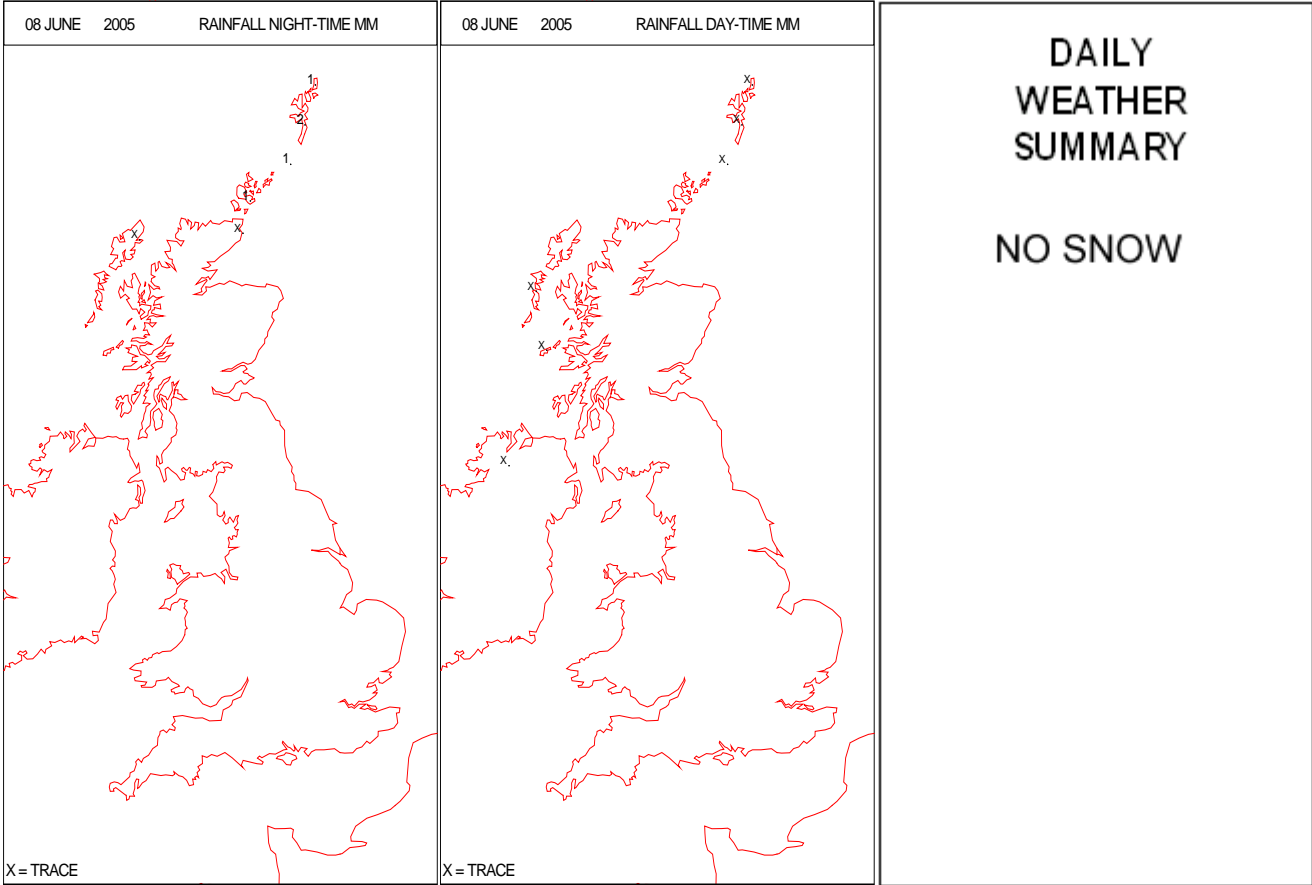 08 JUNE 2005 RAINFALL NIGHT-TIME MM
1.
2
1.
1.
X
X.
X = TRACE
08 JUNE 2005 RAINFALL DAY-TIME MM
X.
X.
X.
X.
X.
X.
X = TRACE
DAILY
WEATHER
SUMMARY
NO SNOW